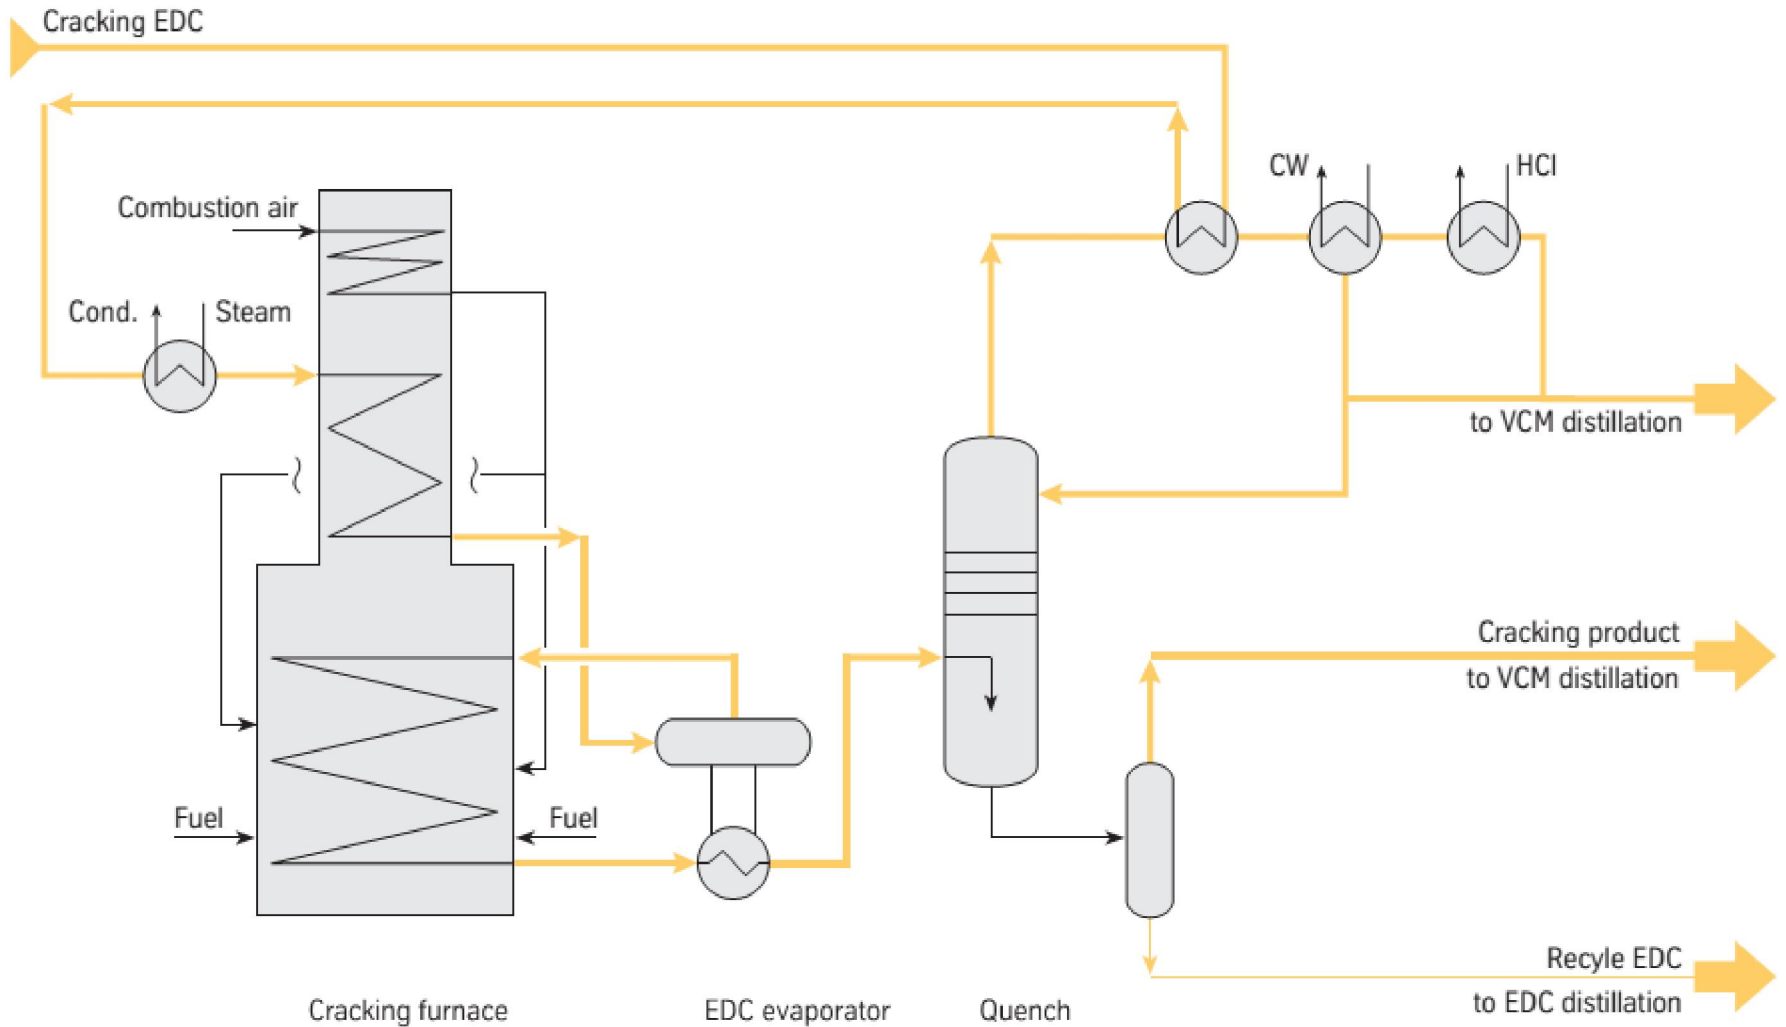 Cracking EDC
CW
HCl
Combustion air
Cond.
Steam
to VCM distillation
Cracking product
to VCM distillation
Fuel
Fuel
Recyle EDC
to EDC distillation
Cracking furnace
EDC evaporator
Quench